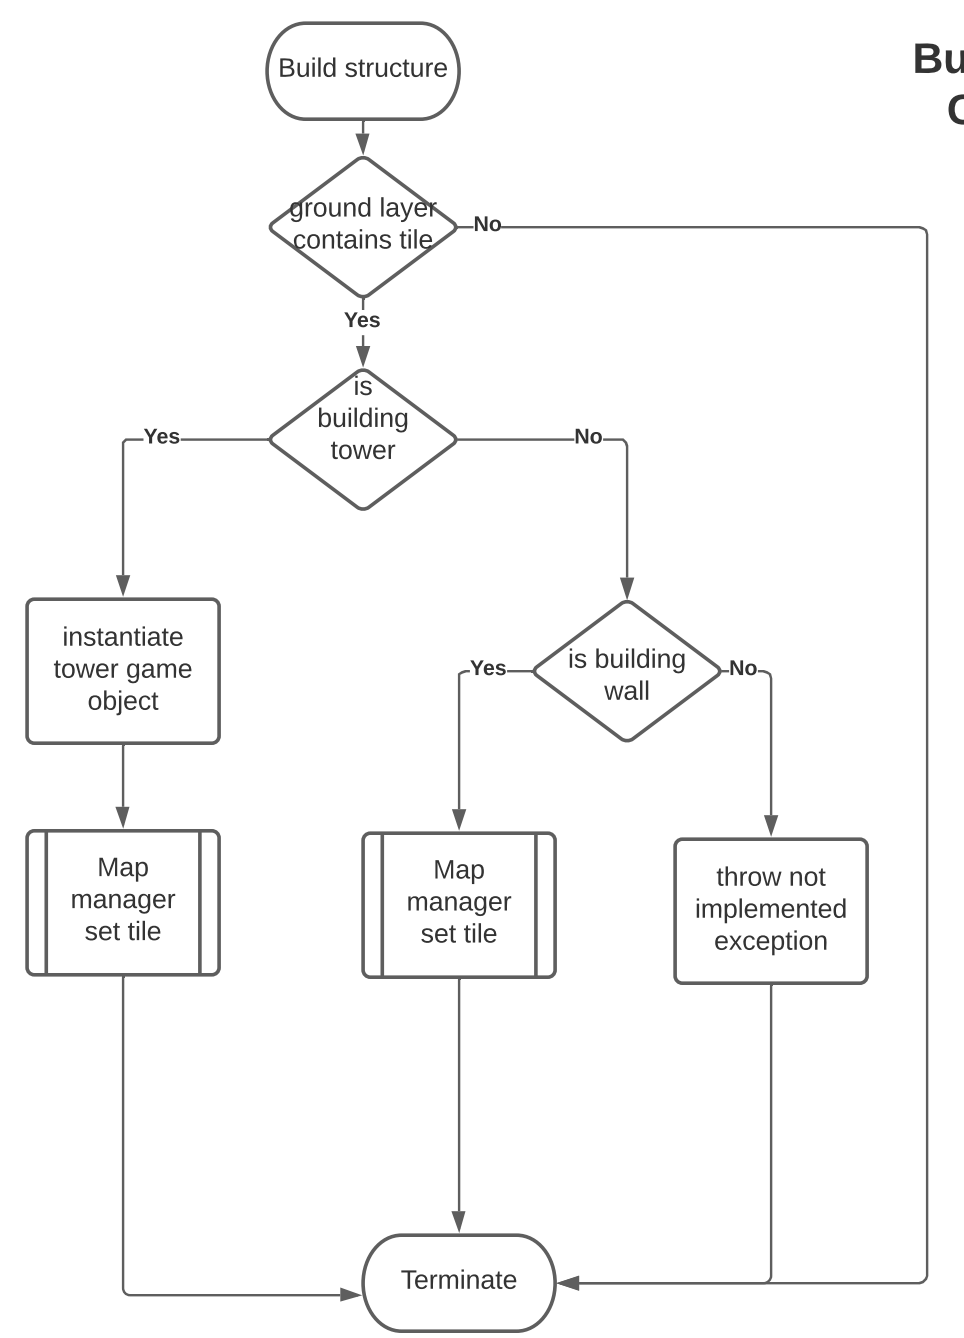 Build structure
ground layer
contains tile
No
Yes
is
building
tower
Yes
No
instantiate
tower game
object
is building
wall
Yes
No
Map
manager
set tile
Map
manager
set tile
throw not
implemented
exception
Terminate